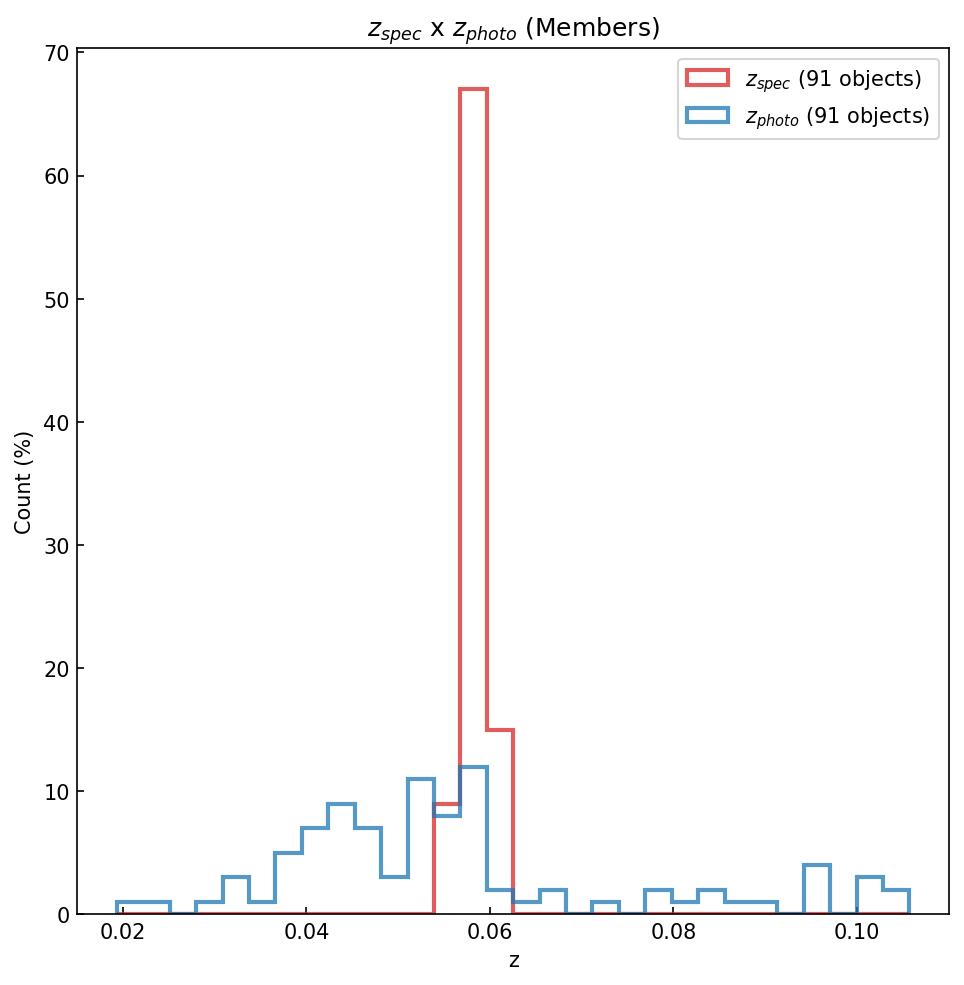 z_spec x z_photo (Members)
z_spec (91 objects)
z_photo (91 objects)
Count (%)
70
60
50
40
30
20
10
0
0.02 0.04 0.06 0.08 0.10
z